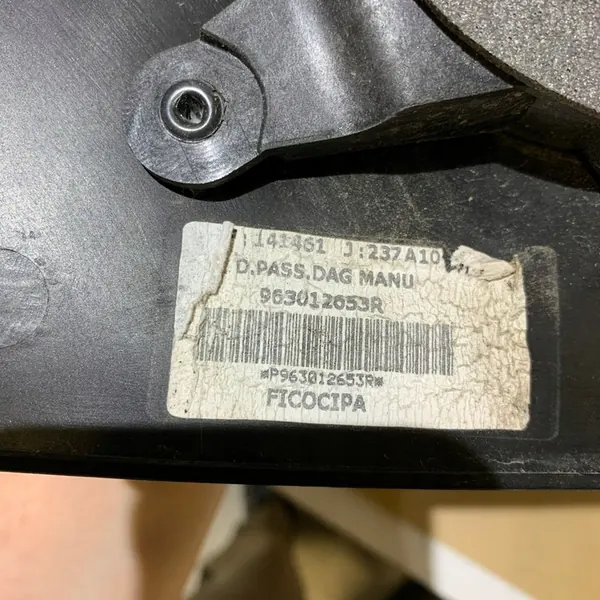 : 141461 J:237A10
D.PASS.DAG MANU
963012653R
*P963012653R*
FICOCIPA